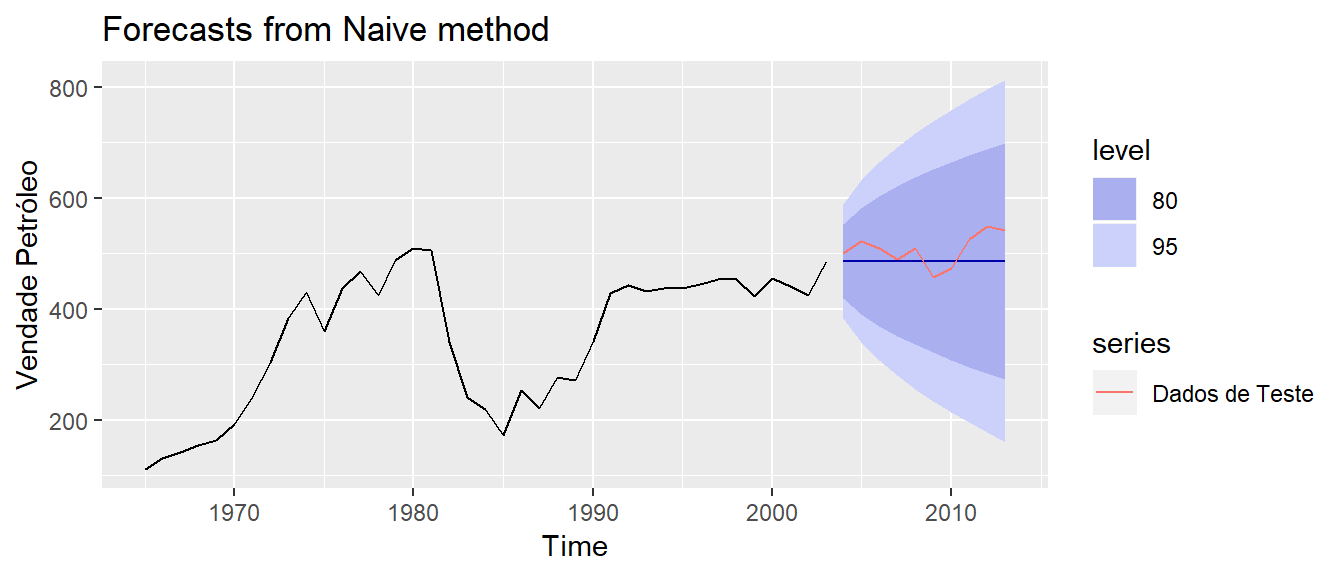 Forecasts from Naive method
Vendade Petróleo
800
600
400
200
1970
1980
1990
2000
2010
Time
level
80
95
series
Dados de Teste